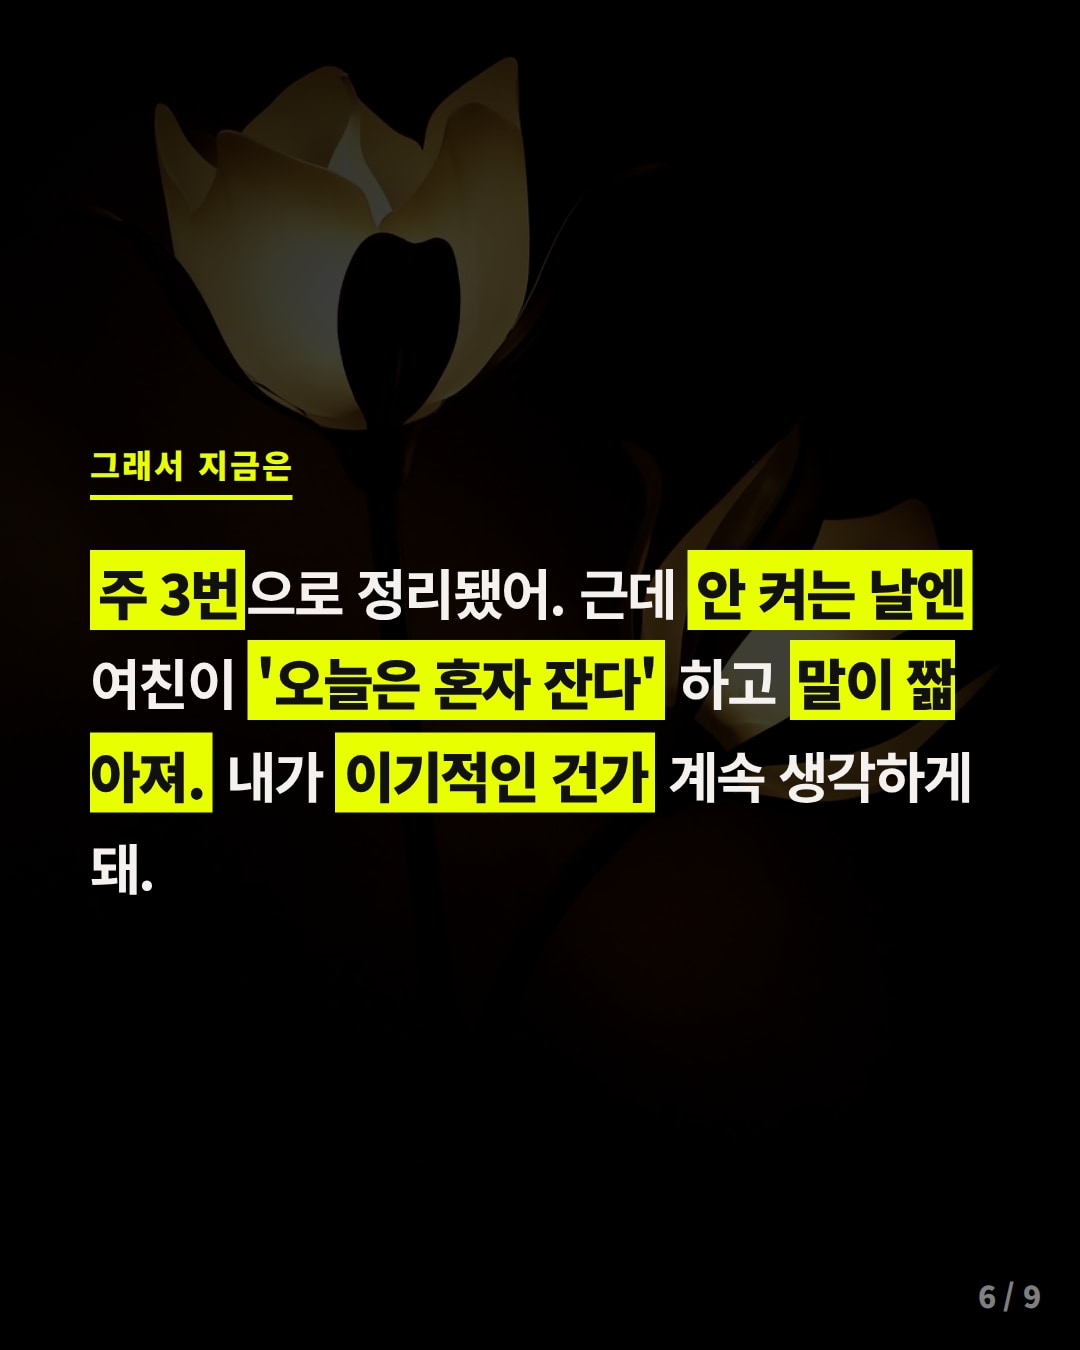 그래서 지금은
주 3번으로 정리됐어. 근데 안 켜는 날엔
여친이 '오늘은 혼자 잔다' 하고 말이 짧
아져. 내가 이기적인 건가 계속 생각하게
돼.
6 / 9